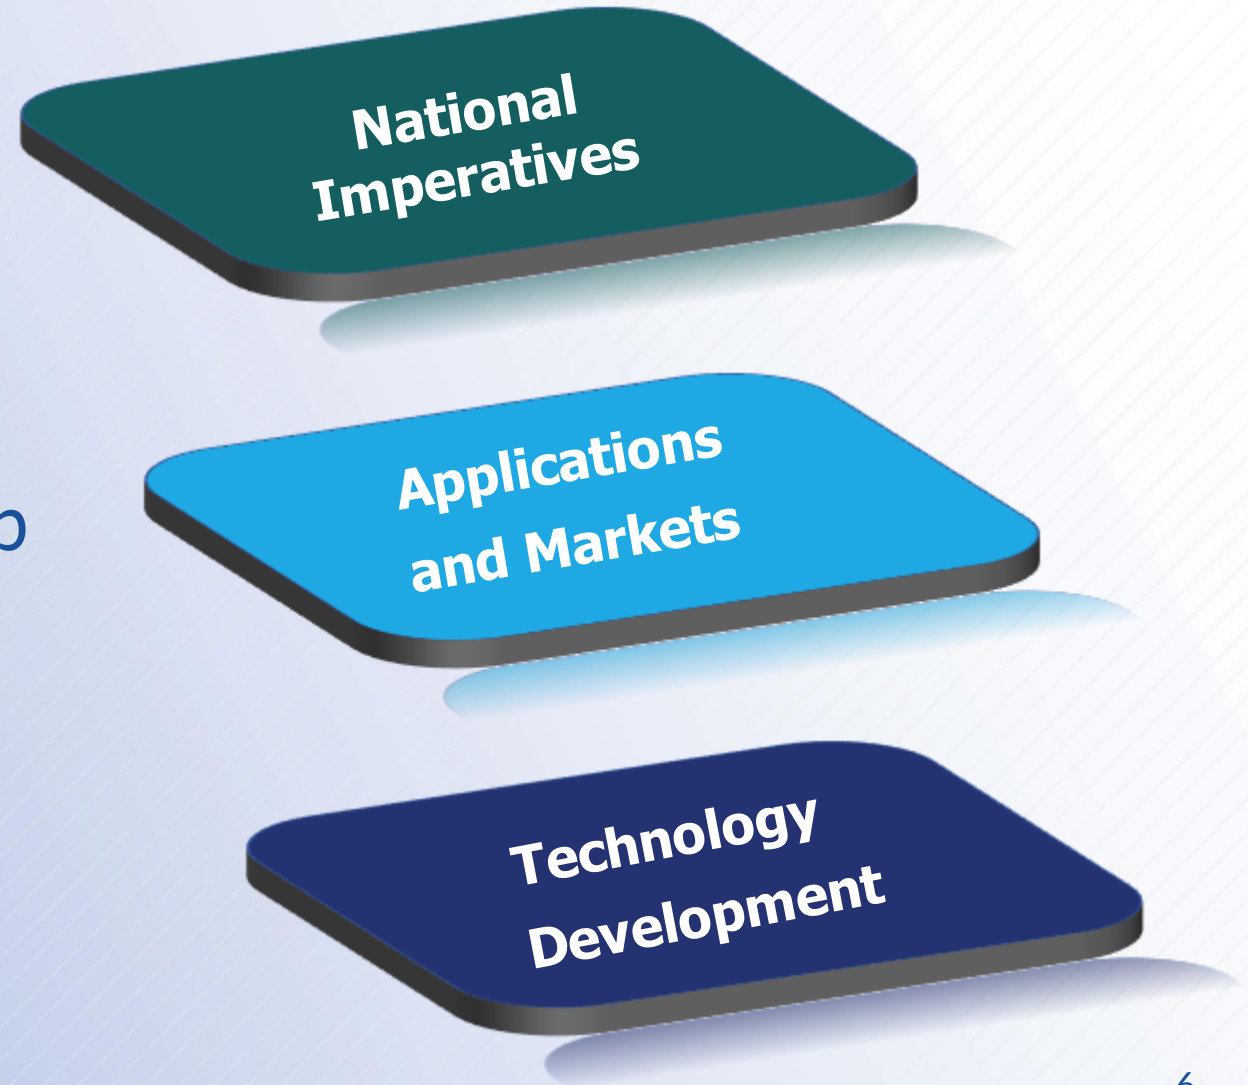 National
Imperatives
Applications
and Markets
Technology
Development